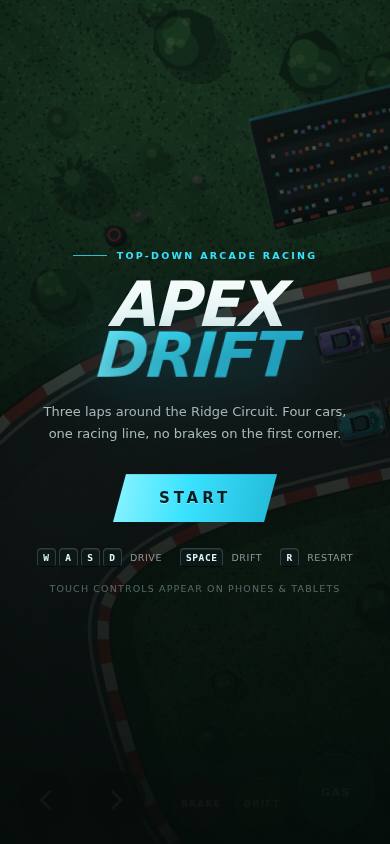 TOP-DOWN ARCADE RACING
APEX
DRIFT
Three laps around the Ridge Circuit. Four cars,
one racing line, no brakes on the first corner.
START
W A S D DRIVE SPACE DRIFT R RESTART
TOUCH CONTROLS APPEAR ON PHONES & TABLETS
GAS
BRAKE DRIFT